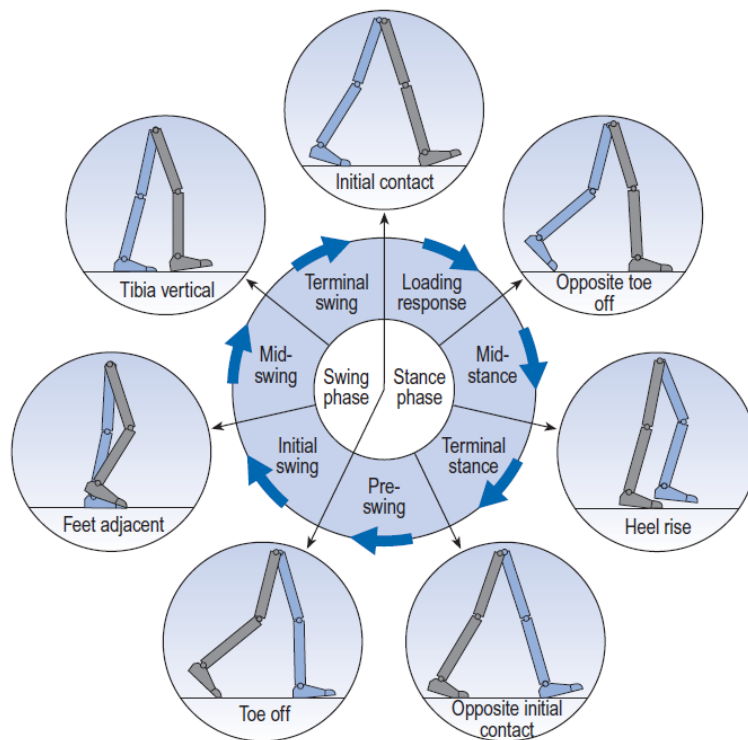 Initial contact
Opposite toe
off
Heel rise
Opposite initial
contact
Toe off
Feet adjacent
Tibia vertical
Loading
response
Mid-
stance
Terminal
stance
Pre-
swing
Initial
swing
Mid-
swing
Terminal
swing
Swing
phase
Stance
phase